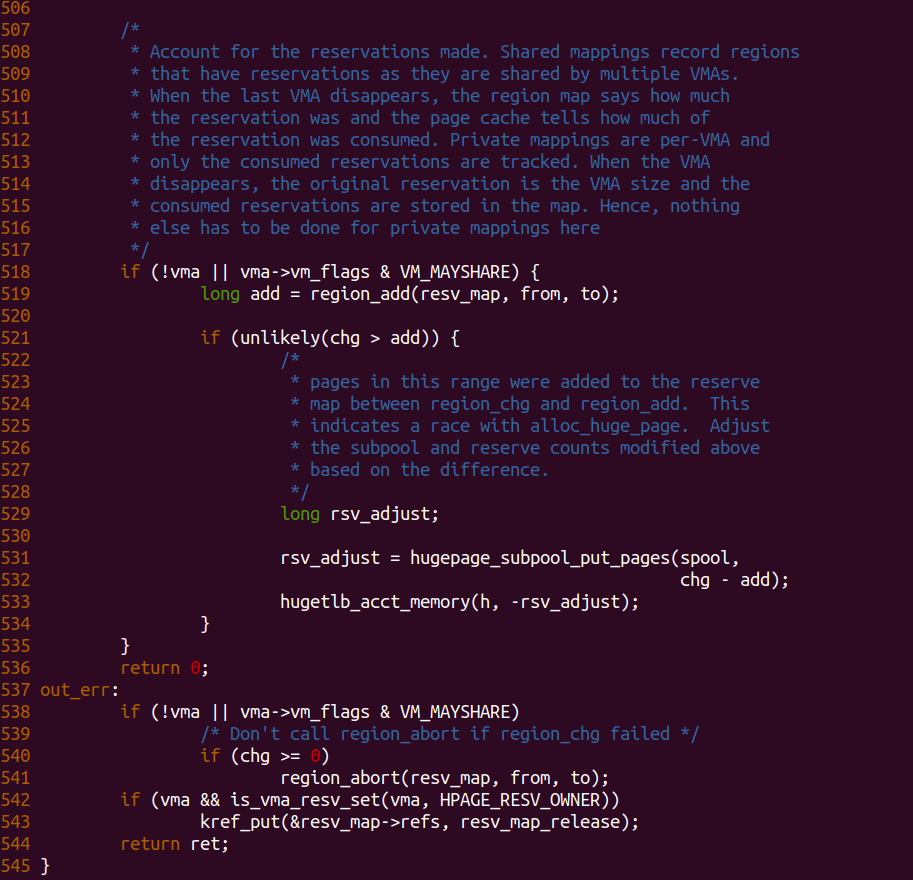 506
507         /*
508          * Account for the reservations made. Shared mappings record regions
509          * that have reservations as they are shared by multiple VMAs.
510          * When the last VMA disappears, the region map says how much
511          * the reservation was and the page cache tells how much of
512          * the reservation was consumed. Private mappings are per-VMA and
513          * only the consumed reservations are tracked. When the VMA
514          * disappears, the original reservation is the VMA size and the
515          * consumed reservations are stored in the map. Hence, nothing
516          * else has to be done for private mappings here
517          */
518         if (!vma || vma->vm_flags & VM_MAYSHARE) {
519                 long add = region_add(resv_map, from, to);
520
521                 if (unlikely(chg > add)) {
522                         /*
523                          * pages in this range were added to the reserve
524                          * map between region_chg and region_add.  This
525                          * indicates a race with alloc_huge_page.  Adjust
526                          * the subpool and reserve counts modified above
527                          * based on the difference.
528                          */
529                         long rsv_adjust;
530
531                         rsv_adjust = hugepage_subpool_put_pages(spool,
532                                                                 chg - add);
533                         hugetlb_acct_memory(h, -rsv_adjust);
534                 }
535         }
536         return 0;
537 out_err:
538         if (!vma || vma->vm_flags & VM_MAYSHARE)
539                 /* Don't call region_abort if region_chg failed */
540                 if (chg >= 0)
541                         region_abort(resv_map, from, to);
542         if (vma && is_vma_resv_set(vma, HPAGE_RESV_OWNER))
543                 kref_put(&resv_map->refs, resv_map_release);
544         return ret;
545 }